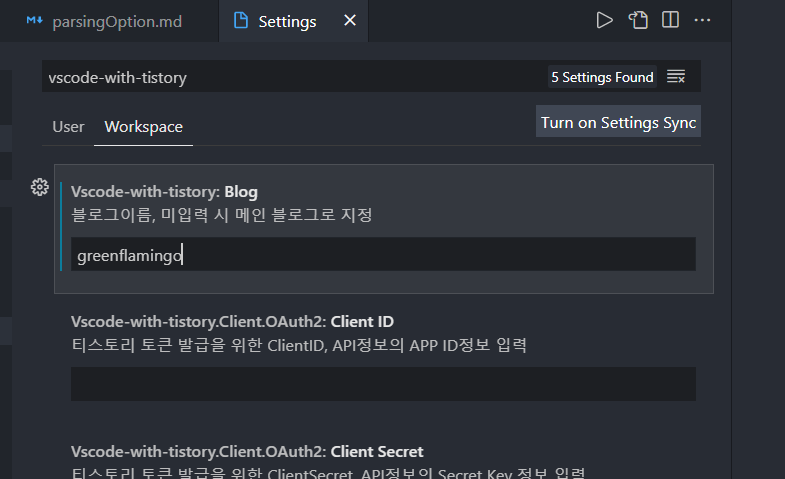 parsingOption.md
Settings
vscode-with-tistory
5 Settings Found
User
Workspace
Turn on Settings Sync
Vscode-with-tistory: Blog
블로그이름, 미입력 시 메인 블로그로 지정
greenflamingo
Vscode-with-tistory.Client.OAuth2: Client ID
티스토리 토큰 발급을 위한 ClientID, API정보의 APP ID정보 입력
Vscode-with-tistory.Client.OAuth2: Client Secret
티스토리 토큰 발급을 위한 ClientSecret, API정보의 Secret Key 정보 입력